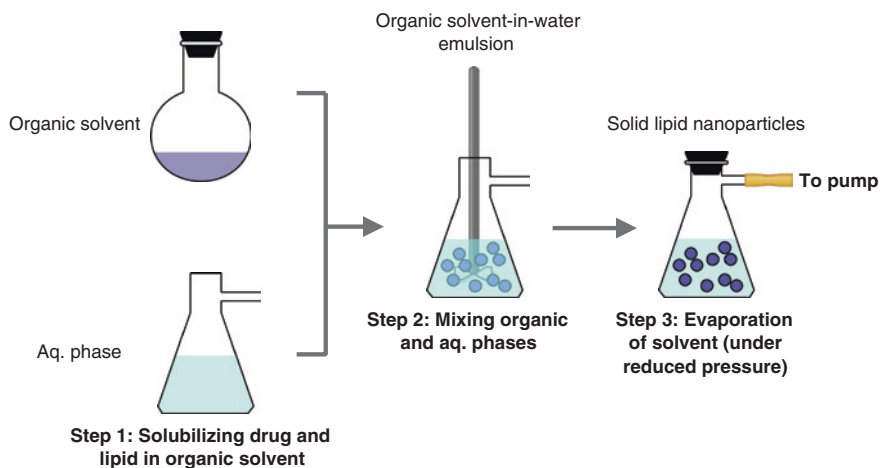 Organic solvent
Aq. phase
Step 1: Solubilizing drug and
lipid in organic solvent
Organic solvent-in-water
emulsion
Step 2: Mixing organic
and aq. phases
Solid lipid nanoparticles
To pump
Step 3: Evaporation
of solvent (under
reduced pressure)